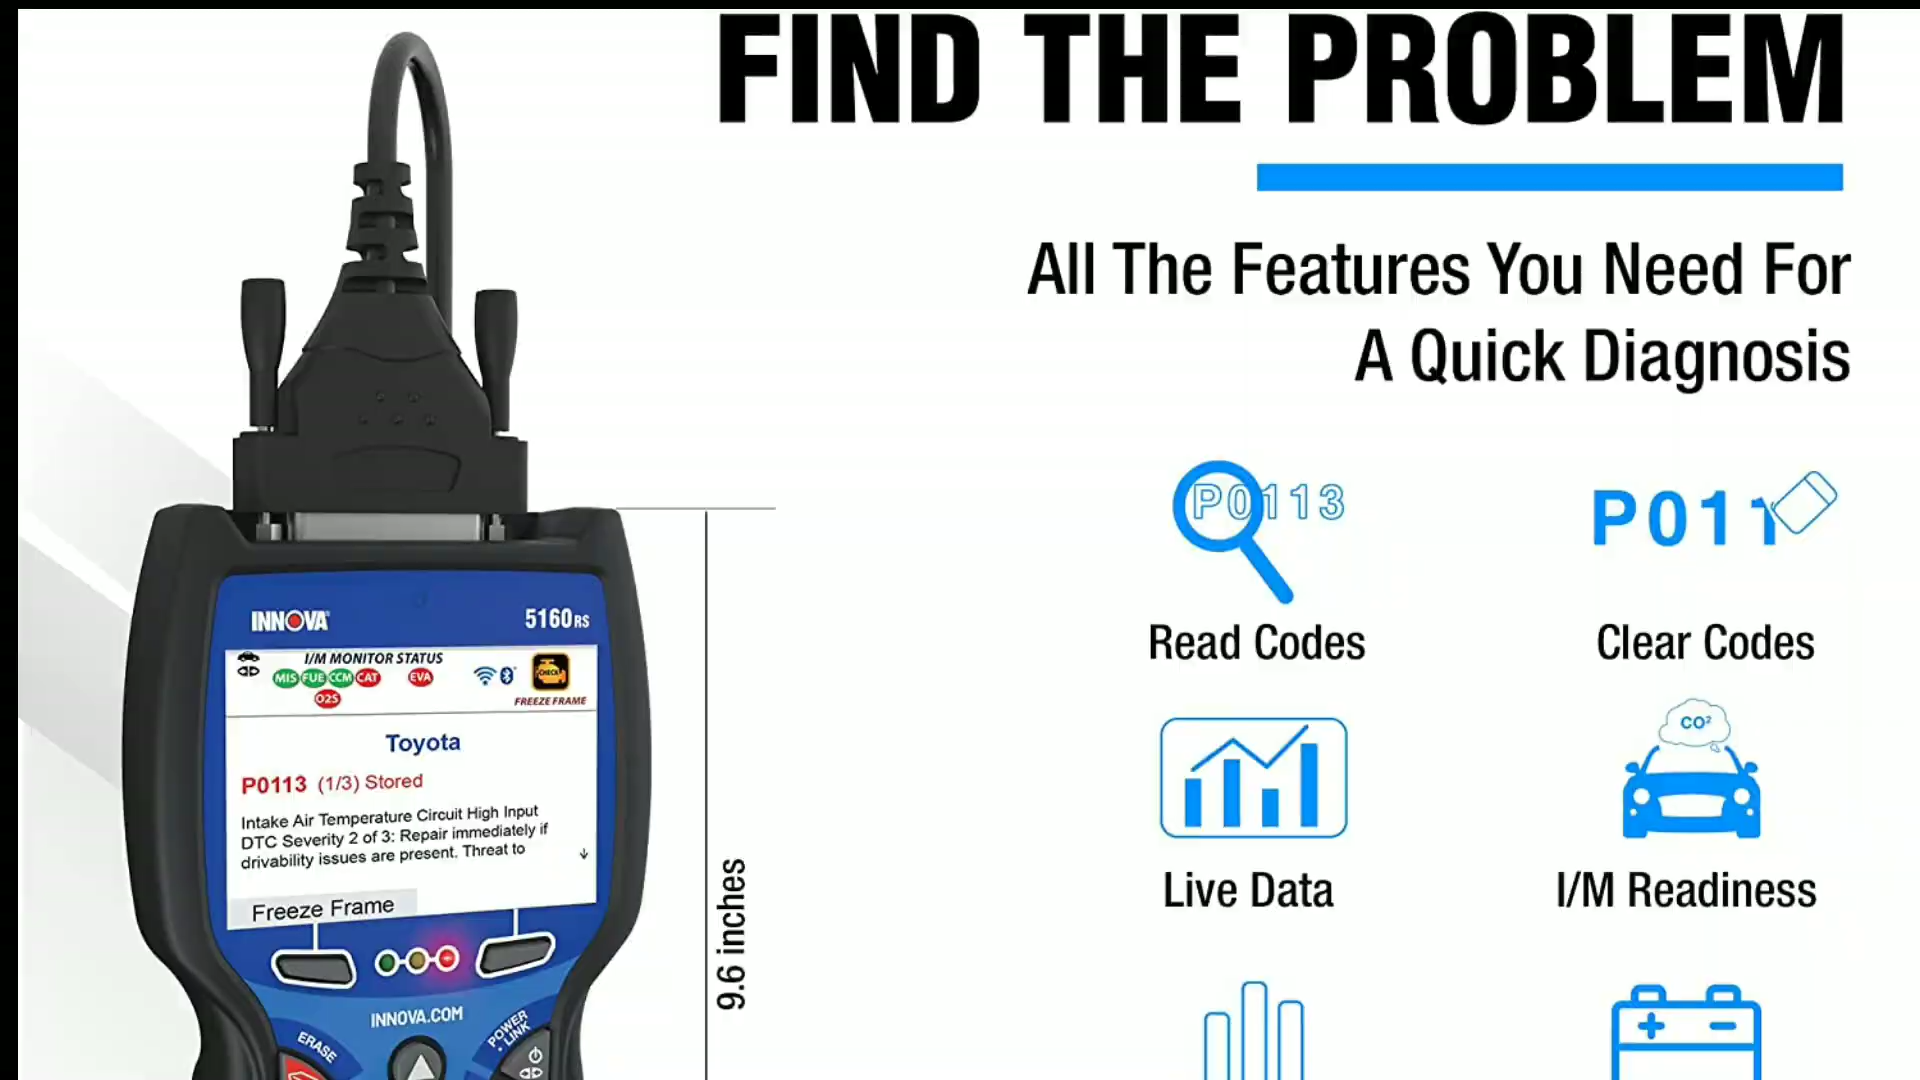 FIND THE PROBLEM
All The Features You Need For
A Quick Diagnosis
P0113
P011
Read Codes
Clear Codes
CO²
Live Data
I/M Readiness
INNOVA
5160RS
I/M MONITOR STATUS
MIS FUE CCM CAT EVA
O2S
CHECK
FREEZE FRAME
Toyota
P0113 (1/3) Stored
Intake Air Temperature Circuit High Input
DTC Severity 2 of 3: Repair immediately if
drivability issues are present. Threat to
Freeze Frame
INNOVA.COM
ERASE
POWER
LINK
9.6 inches